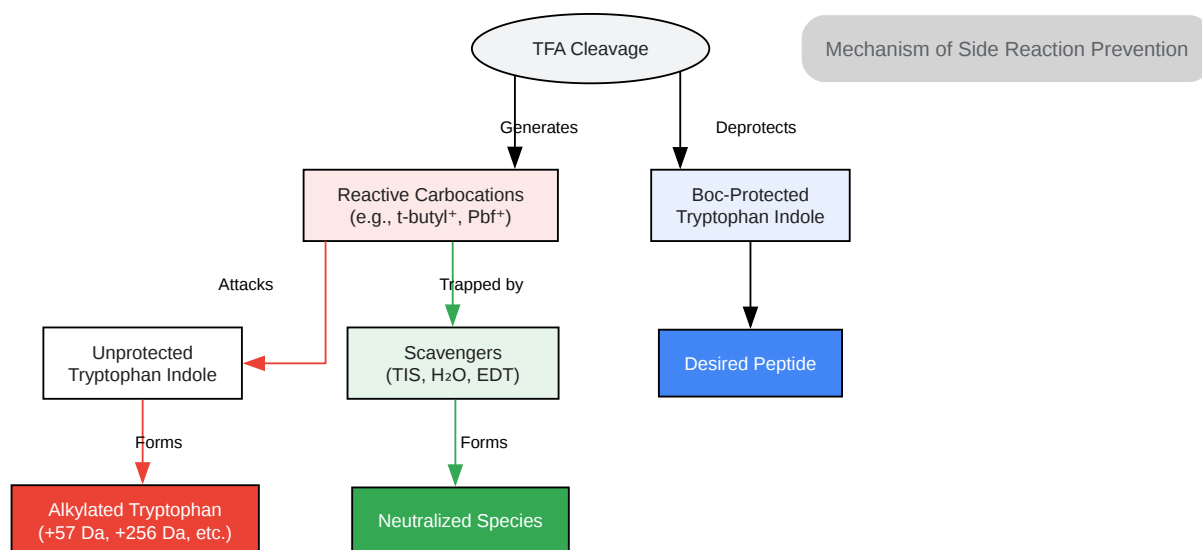 TFA Cleavage
Mechanism of Side Reaction Prevention
Generates
Deprotects
Reactive Carbocations
(e.g., t-butyl⁺, Pbf⁺)
Boc-Protected
Tryptophan Indole
Attacks
Trapped by
Unprotected
Tryptophan Indole
Scavengers
(TIS, H₂O, EDT)
Desired Peptide
Forms
Forms
Alkylated Tryptophan
(+57 Da, +256 Da, etc.)
Neutralized Species